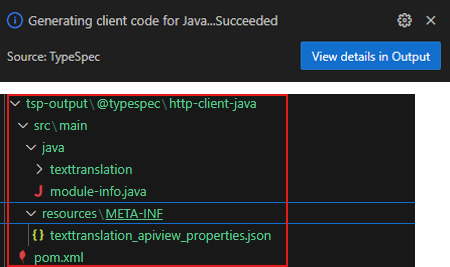 Generating client code for Java...Succeeded
Source: TypeSpec
View details in Output
tsp-output\@typespec\http-client-java
src\main
java
texttranslation
J module-info.java
resources\META-INF
{} texttranslation_apiview_properties.json
pom.xml